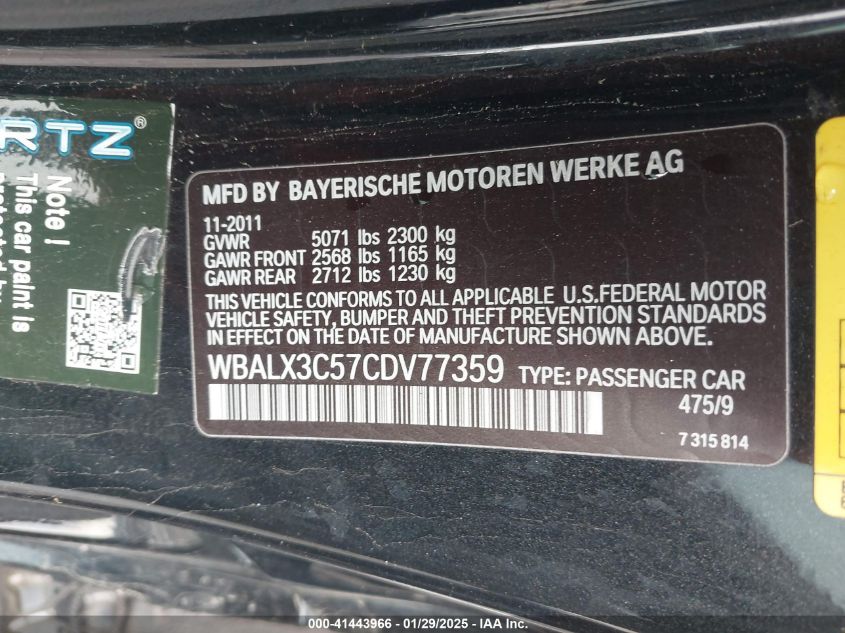 RTZ®
Note !
This car paint is
protected by
MFD BY BAYERISCHE MOTOREN WERKE AG
11-2011
GVWR 5071 lbs 2300 kg
GAWR FRONT 2568 lbs 1165 kg
GAWR REAR 2712 lbs 1230 kg
THIS VEHICLE CONFORMS TO ALL APPLICABLE U.S.FEDERAL MOTOR
VEHICLE SAFETY, BUMPER AND THEFT PREVENTION STANDARDS
IN EFFECT ON THE DATE OF MANUFACTURE SHOWN ABOVE.
WBALX3C57CDV77359 TYPE: PASSENGER CAR
475/9
7 315 814
000-41443966 - 01/29/2025 - IAA Inc.